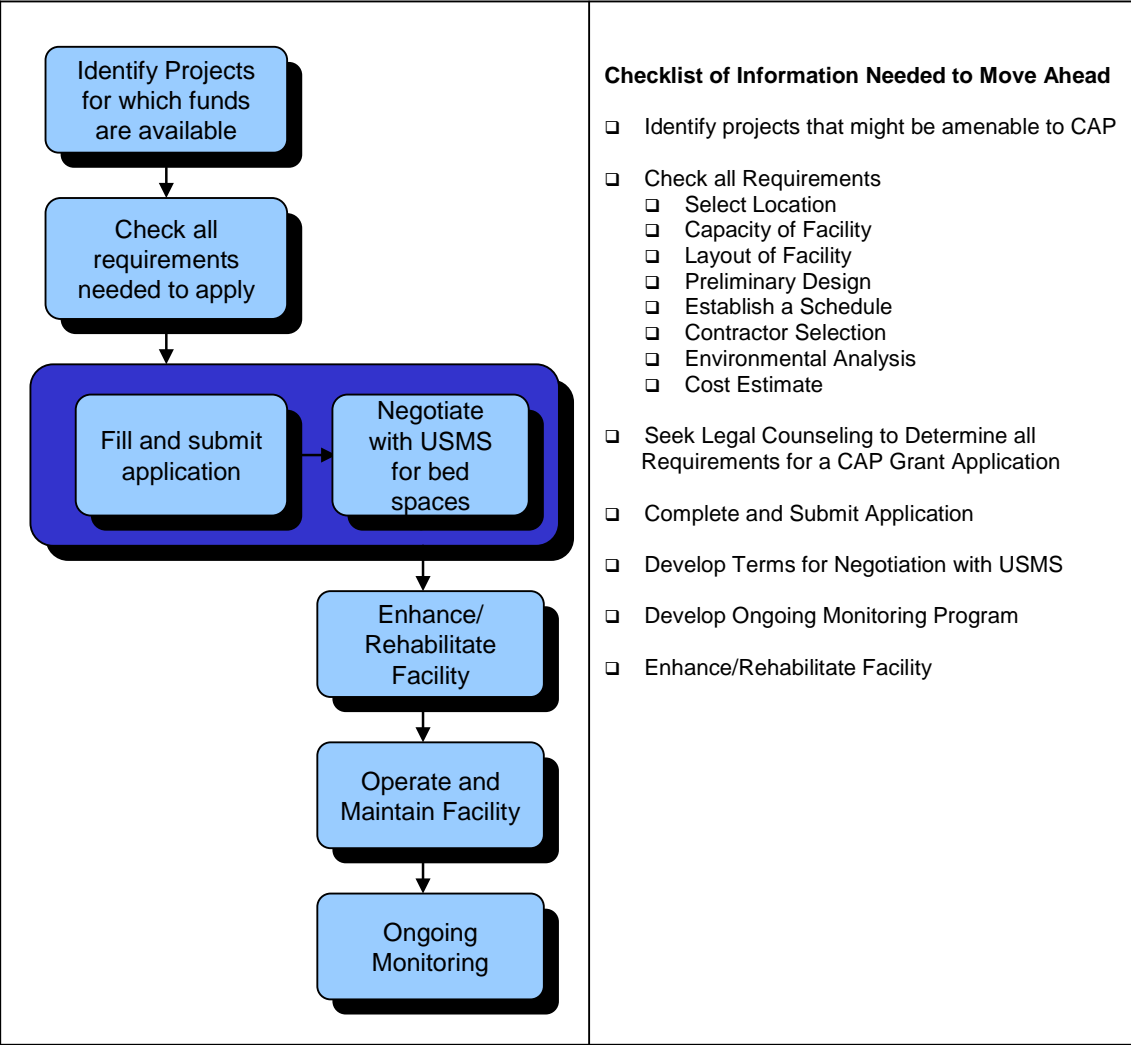 Identify Projects
for which funds
are available
Check all
requirements
needed to apply
Fill and submit
application
Negotiate
with USMS
for bed
spaces
Enhance/
Rehabilitate
Facility
Operate and
Maintain Facility
Ongoing
Monitoring
Checklist of Information Needed to Move Ahead
Identify projects that might be amenable to CAP
Check all Requirements
Select Location
Capacity of Facility
Layout of Facility
Preliminary Design
Establish a Schedule
Contractor Selection
Environmental Analysis
Cost Estimate
Seek Legal Counseling to Determine all
Requirements for a CAP Grant Application
Complete and Submit Application
Develop Terms for Negotiation with USMS
Develop Ongoing Monitoring Program
Enhance/Rehabilitate Facility